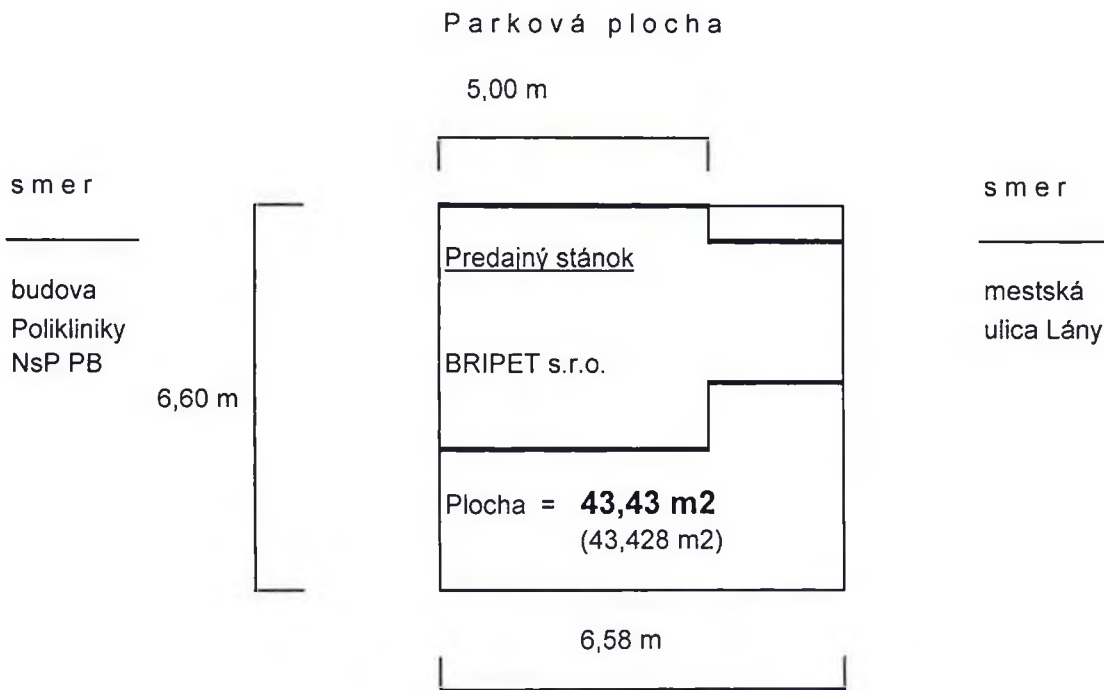 Parková plocha
5,00 m
smer
budova
Polikliniky
NsP PB
6,60 m
Predajný stánok
BRIPET s.r.o.
Plocha = 43,43 m2
(43,428 m2)
smer
mestská
ulica Lány
6,58 m